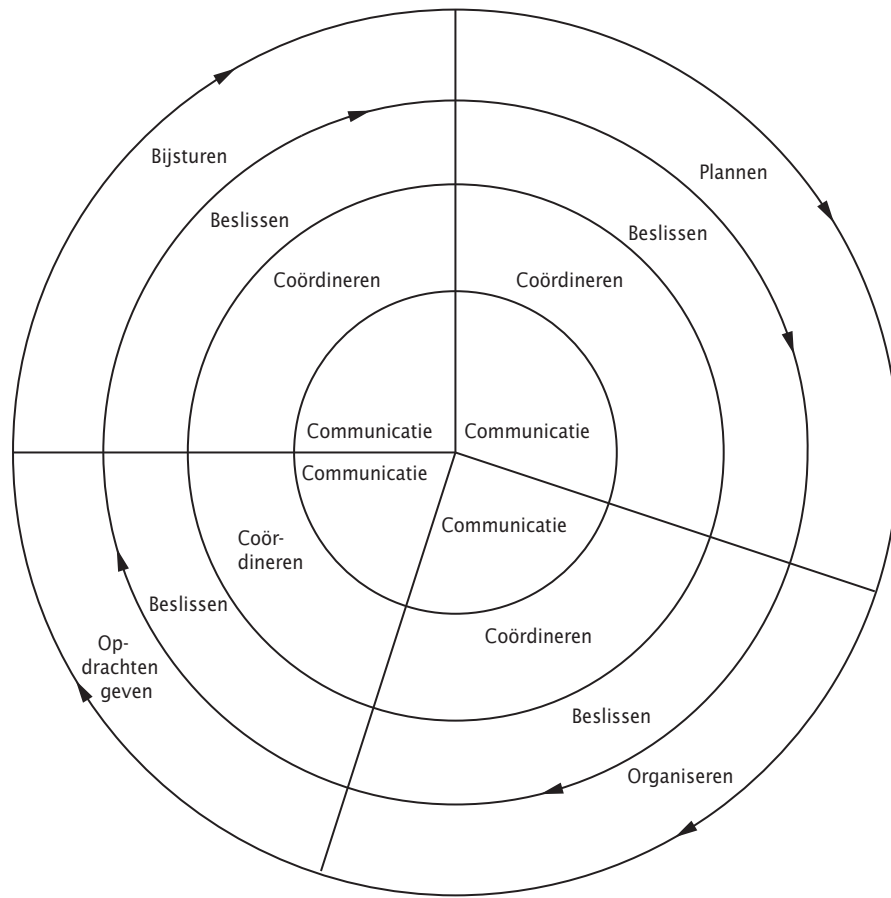 Bijsturen
Plannen
Beslissen
Beslissen
Coördineren
Coördineren
Communicatie
Communicatie
Communicatie
Communicatie
Coör-
dineren
Beslissen
Coördineren
Op-
drachten
geven
Beslissen
Organiseren